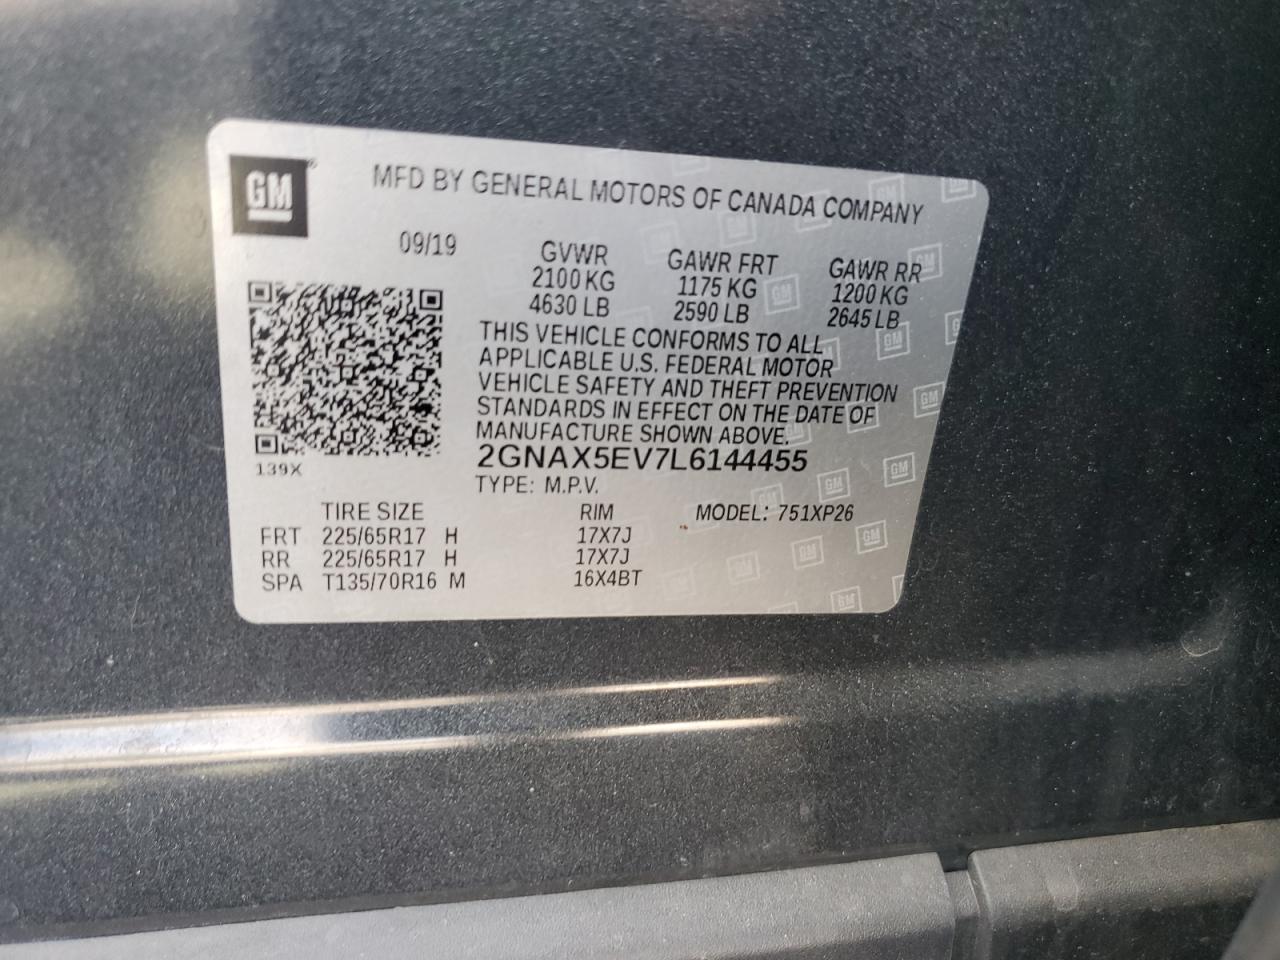 GM®
MFD BY GENERAL MOTORS OF CANADA COMPANY
09/19
GVWR
2100 KG
4630 LB
GAWR FRT
1175 KG
2590 LB
GAWR RR
1200 KG
2645 LB
THIS VEHICLE CONFORMS TO ALL
APPLICABLE U.S. FEDERAL MOTOR
VEHICLE SAFETY AND THEFT PREVENTION
STANDARDS IN EFFECT ON THE DATE OF
MANUFACTURE SHOWN ABOVE.
139X
2GNAX5EV7L6144455
TYPE: M.P.V.
TIRE SIZE RIM MODEL: 751XP26
FRT 225/65R17 H 17X7J
RR 225/65R17 H 17X7J
SPA T135/70R16 M 16X4BT